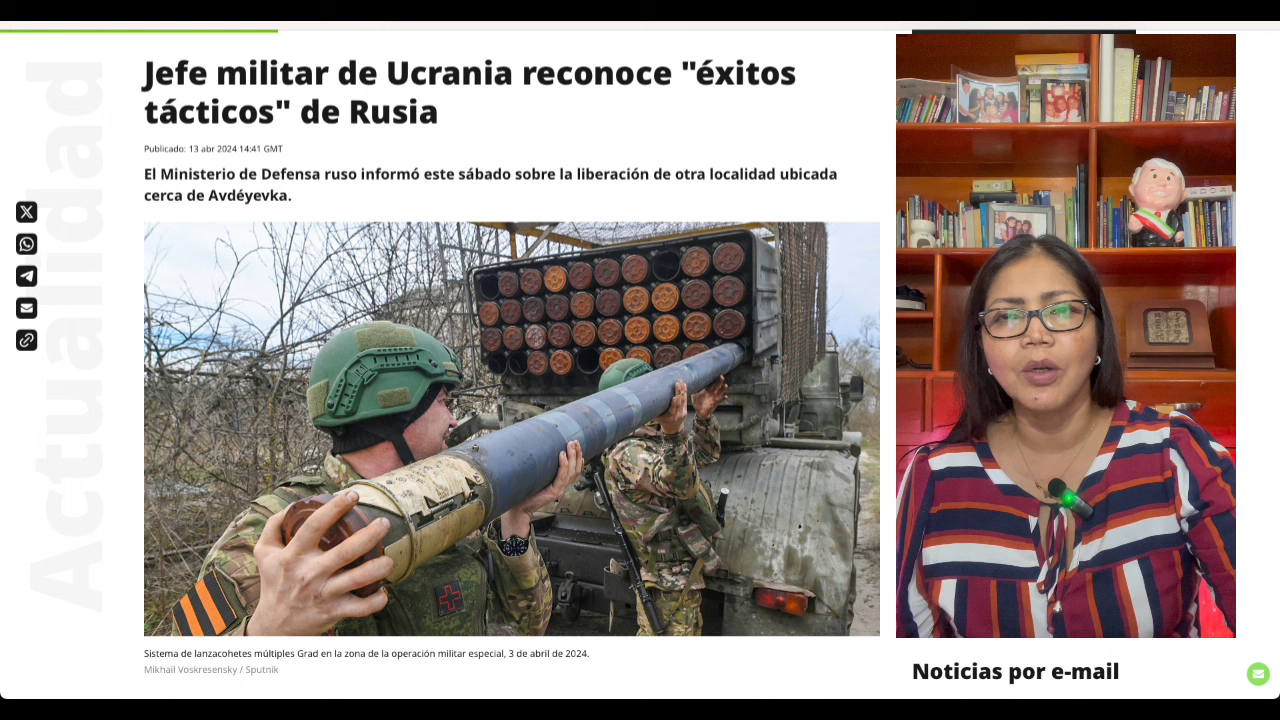 Actualidad
Jefe militar de Ucrania reconoce "éxitos
tácticos" de Rusia
Publicado: 13 abr 2024 14:41 GMT
El Ministerio de Defensa ruso informó este sábado sobre la liberación de otra localidad ubicada
cerca de Avdéyevka.
Sistema de lanzacohetes múltiples Grad en la zona de la operación militar especial, 3 de abril de 2024.
Mikhail Voskresensky / Sputnik
Noticias por e-mail